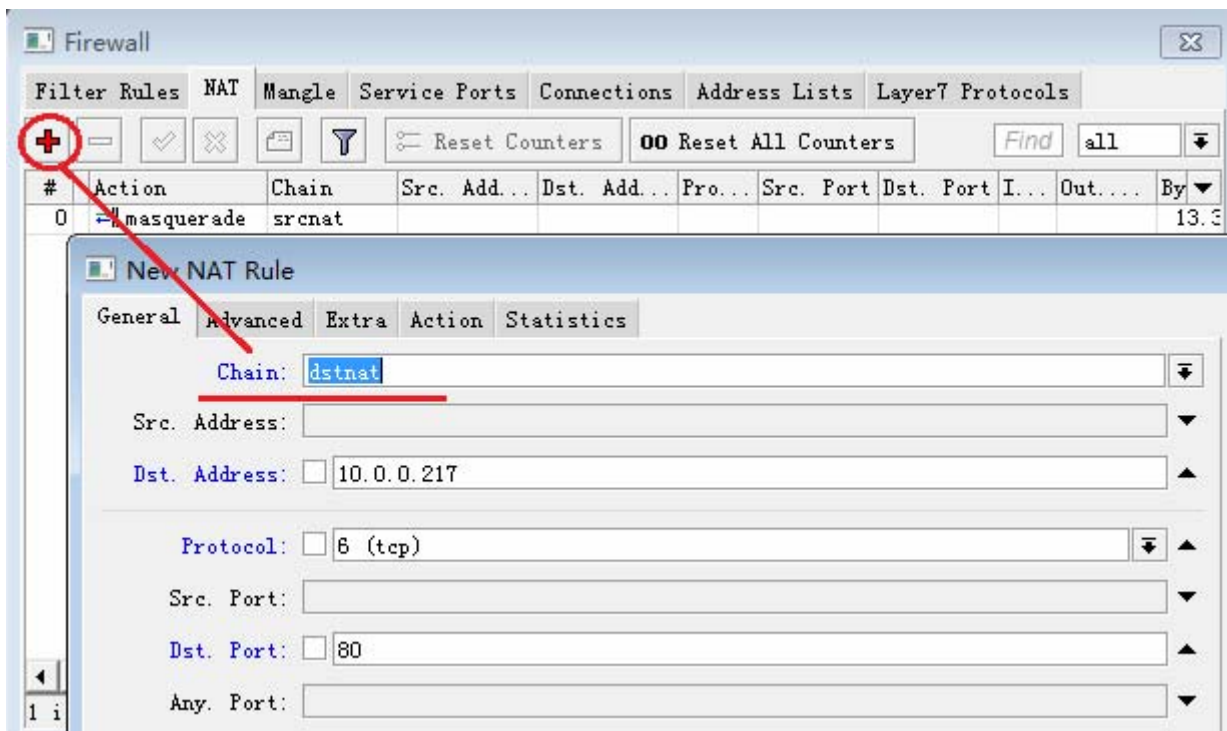 Firewall
Filter Rules NAT Mangle Service Ports Connections Address Lists Layer7 Protocols
Reset Counters 00 Reset All Counters Find all
# Action Chain Src. Add... Dst. Add... Pro... Src. Port Dst. Port I... Out.... By
0 masquerade srcnat 13.3
New NAT Rule
General Advanced Extra Action Statistics
Chain: dstnat
Src. Address:
Dst. Address: 10.0.0.217
Protocol: 6 (tcp)
Src. Port:
Dst. Port: 80
Any. Port:
1 i